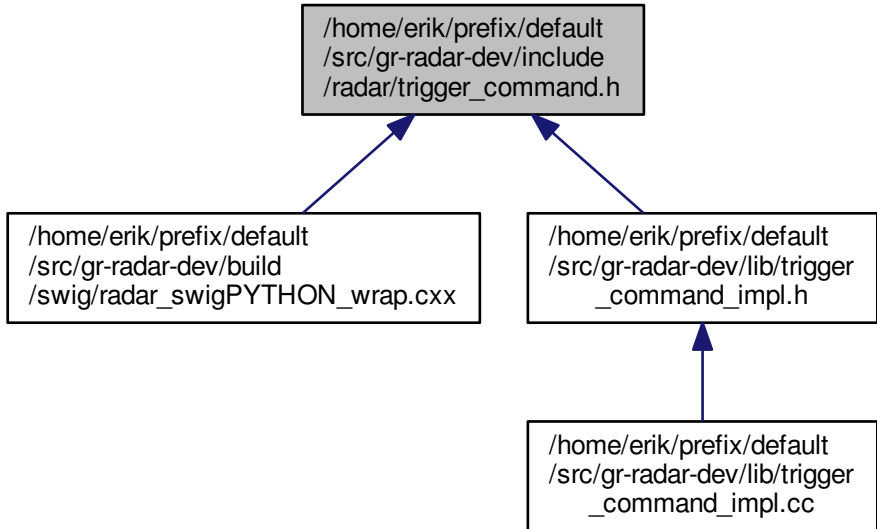 /home/erik/prefix/default
/src/gr-radar-dev/include
/radar/trigger_command.h
/home/erik/prefix/default
/src/gr-radar-dev/build
/swig/radar_swigPYTHON_wrap.cxx
/home/erik/prefix/default
/src/gr-radar-dev/lib/trigger
_command_impl.h
/home/erik/prefix/default
/src/gr-radar-dev/lib/trigger
_command_impl.cc